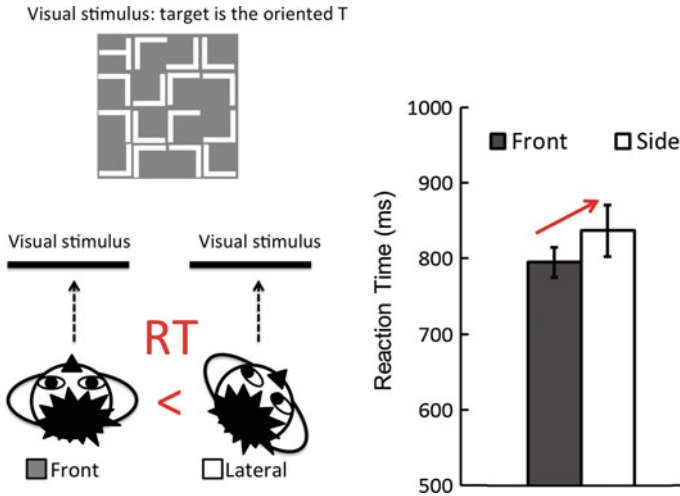 Visual stimulus: target is the oriented T
Visual stimulus
Visual stimulus
RT
<
Front
Lateral
Reaction Time (ms)
1000
900
800
700
600
500
Front
Side